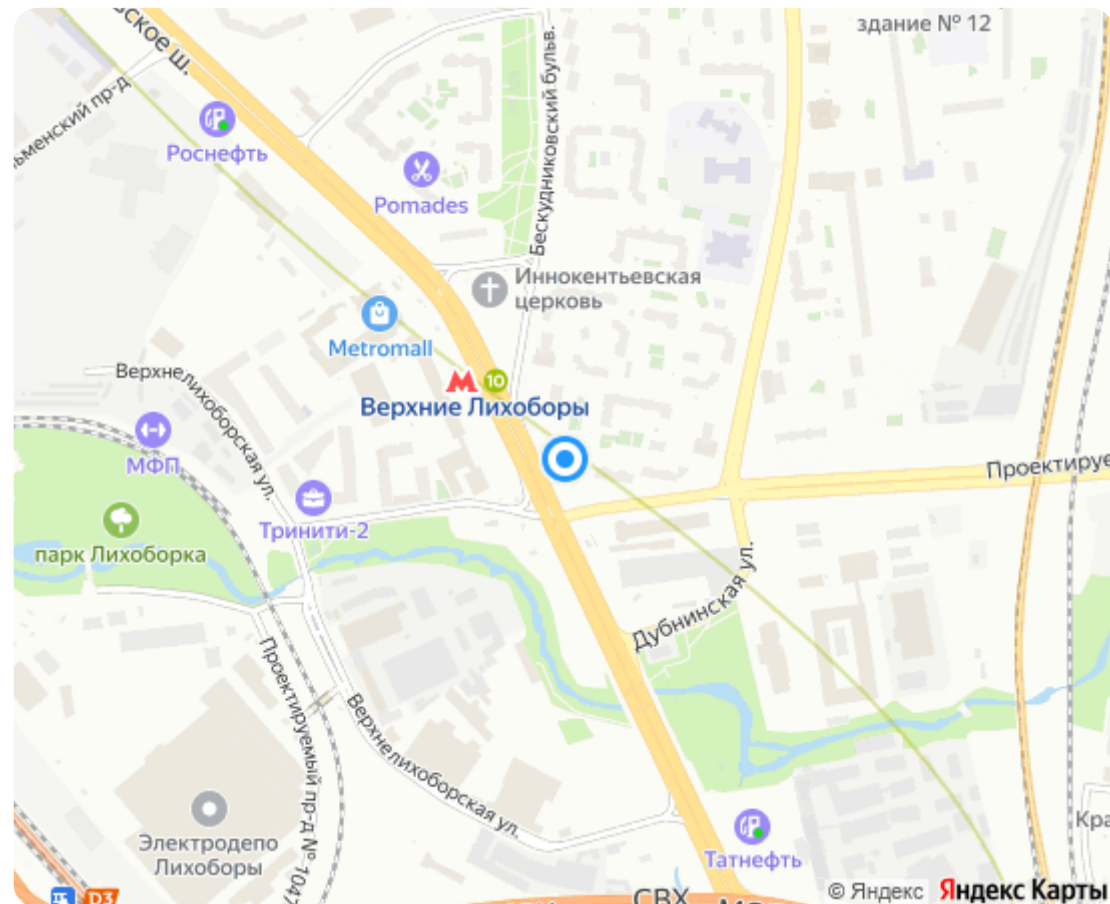 здание № 12
ское ш.
ьменский пр-д
Роснефть
Pomades
Бескудниковский бульв.
Иннокентьевская
церковь
Metromall
Верхнелихоборская ул.
М 10
Верхние Лихоборы
МФП
Проектируе
Тринити-2
парк Лихоборка
Дубнинская ул.
Проектируемый пр-д № 1047
Верхнелихоборская ул.
Электродепо
Лихоборы
Татнефть
Кра
D3
СВХ
© Яндекс Яндекс Карты